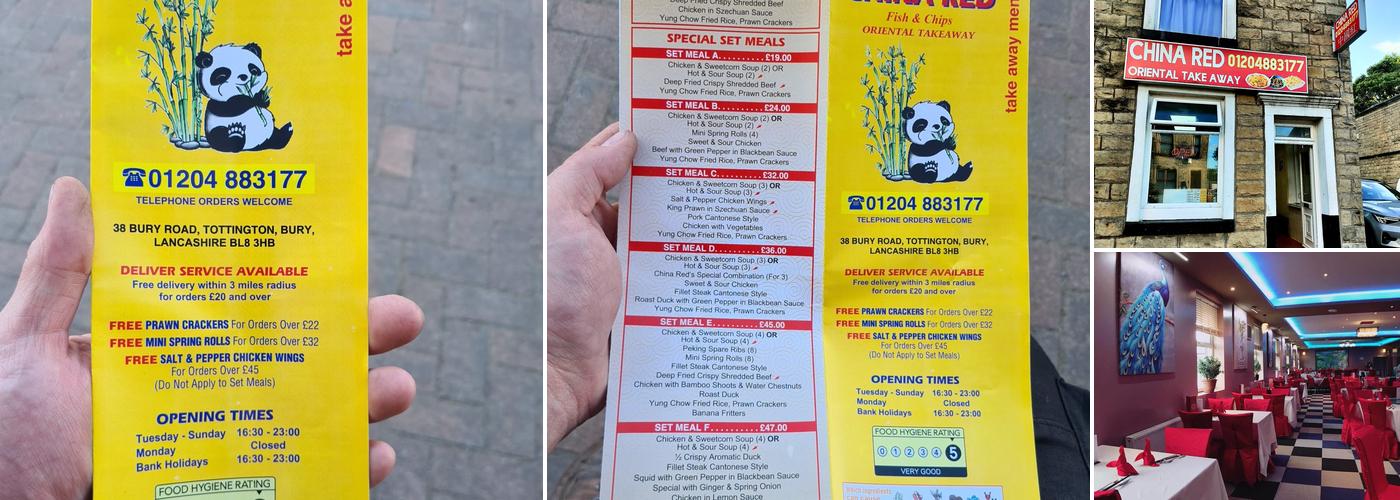 take a
☎01204 883177
TELEPHONE ORDERS WELCOME
38 BURY ROAD, TOTTINGTON, BURY,
LANCASHIRE BL8 3HB
DELIVER SERVICE AVAILABLE
Free delivery within 3 miles radius
for orders £20 and over
FREE PRAWN CRACKERS For Orders Over £22
FREE MINI SPRING ROLLS For Orders Over £32
FREE SALT & PEPPER CHICKEN WINGS
For Orders Over £45
(Do Not Apply to Set Meals)
OPENING TIMES
Tuesday - Sunday 16:30 - 23:00
Monday Closed
Bank Holidays 16:30 - 23:00
FOOD HYGIENE RATING
Deep Fried Crispy Shredded Beef
Chicken in Szechuan Sauce
Yung Chow Fried Rice, Prawn Crackers
SPECIAL SET MEALS
SET MEAL A..........£19.00
Chicken & Sweetcorn Soup (2) OR
Hot & Sour Soup (2)
Deep Fried Crispy Shredded Beef
Yung Chow Fried Rice, Prawn Crackers
SET MEAL B..........£24.00
Chicken & Sweetcorn Soup (2) OR
Hot & Sour Soup (2)
Mini Spring Rolls (4)
Sweet & Sour Chicken
Beef with Green Pepper in Blackbean Sauce
Yung Chow Fried Rice, Prawn Crackers
SET MEAL C..........£32.00
Chicken & Sweetcorn Soup (3) OR
Hot & Sour Soup (3)
Salt & Pepper Chicken Wings
King Prawn in Szechuan Sauce
Pork Cantonese Style
Chicken with Vegetables
Yung Chow Fried Rice, Prawn Crackers
SET MEAL D..........£36.00
Chicken & Sweetcorn Soup (3) OR
Hot & Sour Soup (3)
China Red's Special Combination (For 3)
Sweet & Sour Chicken
Fillet Steak Cantonese Style
Roast Duck with Green Pepper in Blackbean Sauce
Yung Chow Fried Rice, Prawn Crackers
SET MEAL E..........£45.00
Chicken & Sweetcorn Soup (4) OR
Hot & Sour Soup (4)
Peking Spare Ribs (8)
Mini Spring Rolls (8)
Fillet Steak Cantonese Style
Deep Fried Crispy Shredded Beef
Chicken with Bamboo Shoots & Water Chestnuts
Roast Duck
Yung Chow Fried Rice, Prawn Crackers
Banana Fritters
SET MEAL F..........£47.00
Chicken & Sweetcorn Soup (4) OR
Hot & Sour Soup (4)
½ Crispy Aromatic Duck
Fillet Steak Cantonese Style
Squid with Green Pepper in Blackbean Sauce
Special with Ginger & Spring Onion
Chicken in Lemon Sauce
CHINA RED
Fish & Chips
ORIENTAL TAKEAWAY
take away men
☎01204 883177
TELEPHONE ORDERS WELCOME
38 BURY ROAD, TOTTINGTON, BURY,
LANCASHIRE BL8 3HB
DELIVER SERVICE AVAILABLE
Free delivery within 3 miles radius
for orders £20 and over
FREE PRAWN CRACKERS For Orders Over £22
FREE MINI SPRING ROLLS For Orders Over £32
FREE SALT & PEPPER CHICKEN WINGS
For Orders Over £45
(Do Not Apply to Set Meals)
OPENING TIMES
Tuesday - Sunday 16:30 - 23:00
Monday Closed
Bank Holidays 16:30 - 23:00
FOOD HYGIENE RATING
0 1 2 3 4 5
VERY GOOD
CHINA RED 01204883177
ORIENTAL TAKE AWAY
CHINA RED